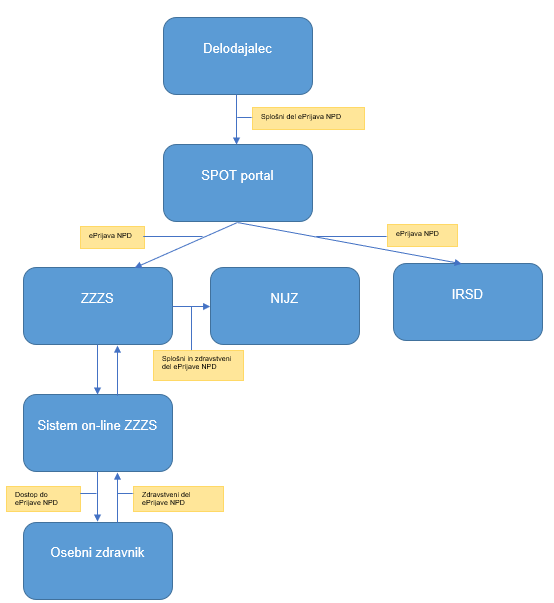 Delodajalec
Splošni del ePrijava NPD
SPOT portal
ePrijava NPD
ePrijava NPD
ZZZS
NIJZ
IRSD
Splošni in zdravstveni
del ePrijave NPD
Sistem on-line ZZZS
Dostop do
ePrijave NPD
Zdravstveni del
ePrijave NPD
Osebni zdravnik